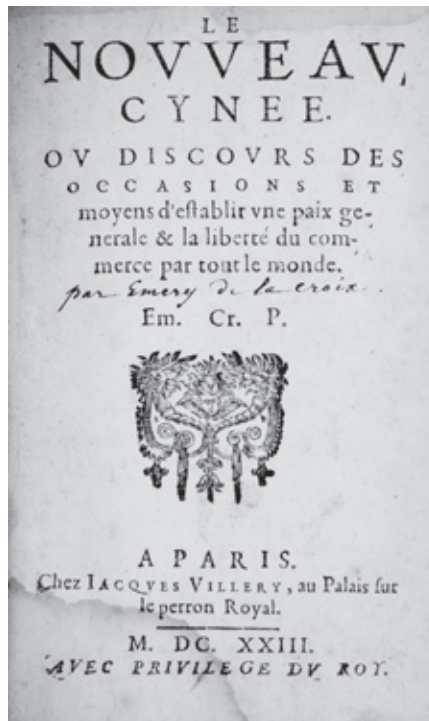 LE
NOVVEAV
CYNEE.
OV DISCOVRS DES
OCCASIONS ET
moyens d'eſtablir vne paix ge-
nerale & la liberté du com-
merce par tout le monde.
par Emery de la croix.
Em. Cr. P.
A PARIS.
Chez IACQVES VILLERY, au Palais ſur
le perron Royal.
M. DC. XXIII.
AVEC PRIVILEGE DV ROY.